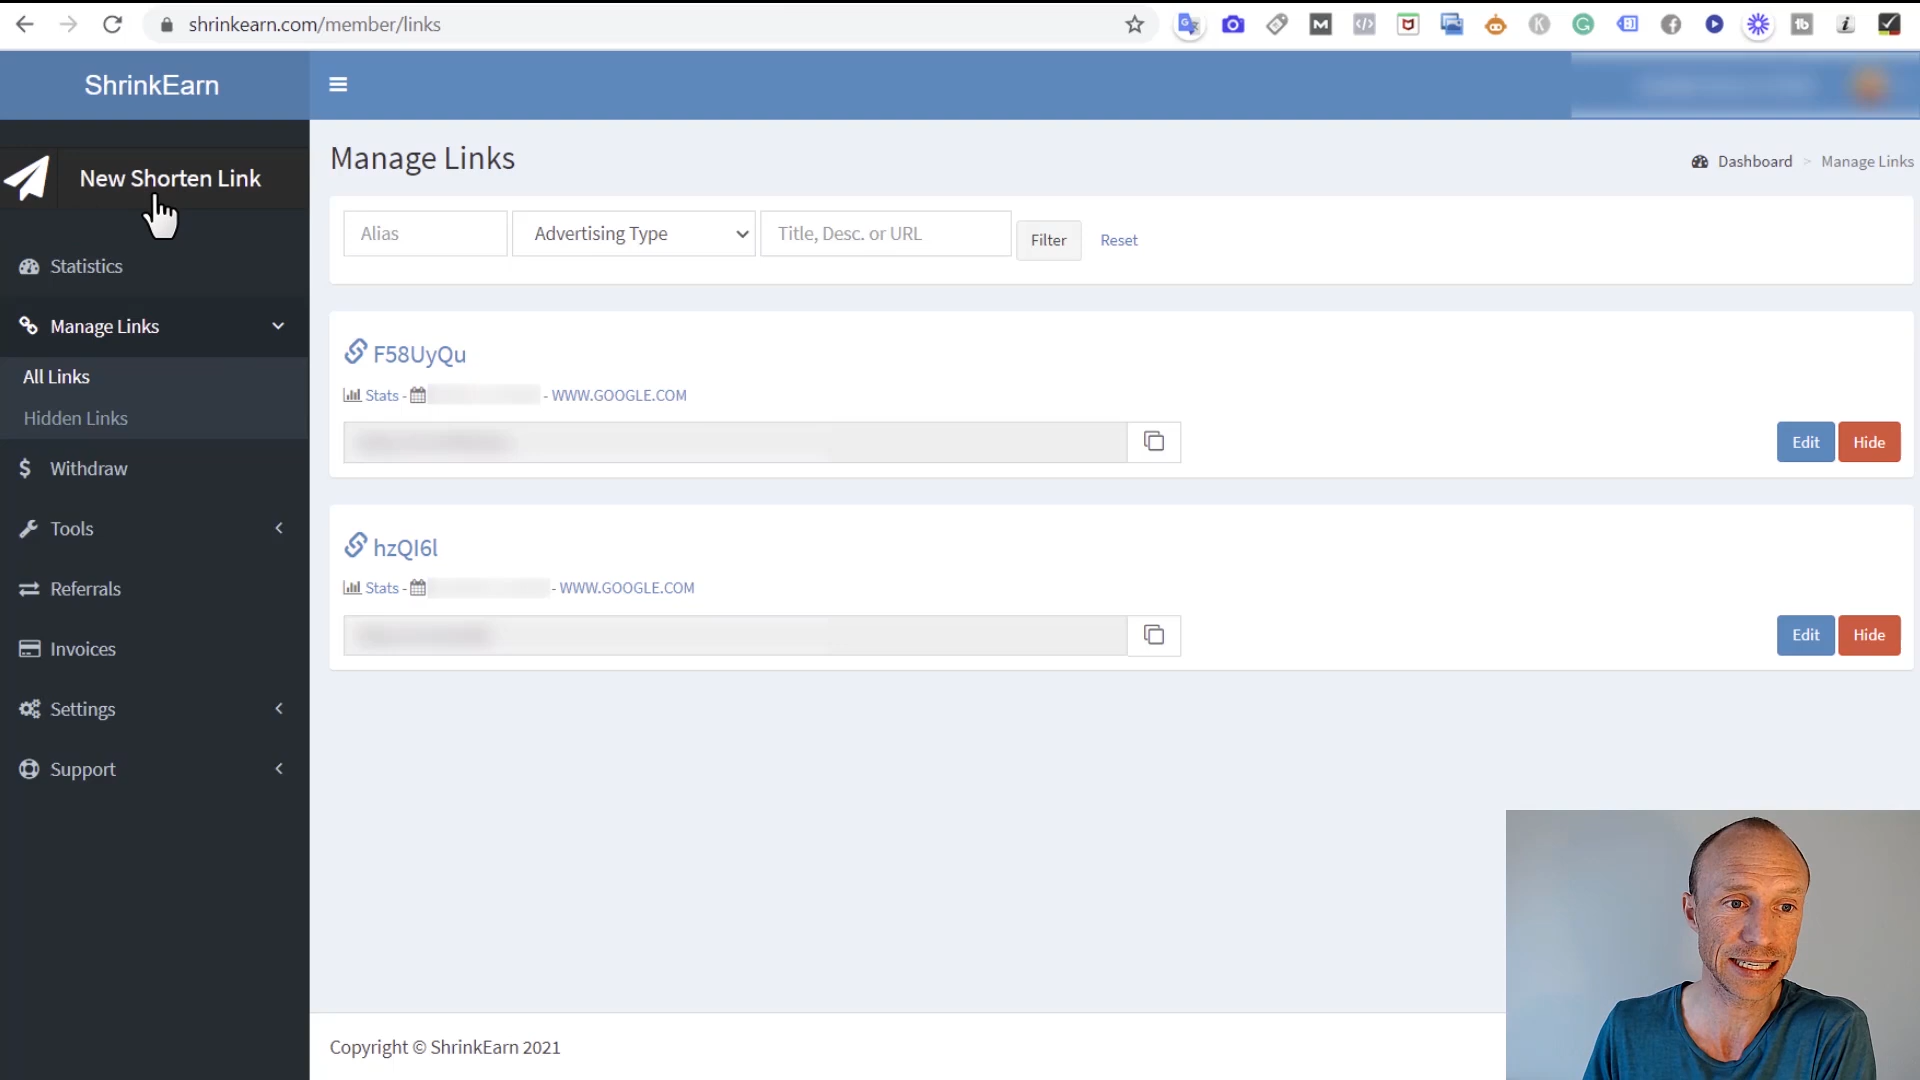 shrinkearn.com/member/links
ShrinkEarn
New Shorten Link
Statistics
Manage Links
All Links
Hidden Links
Withdraw
Tools
Referrals
Invoices
Settings
Support
Manage Links
Dashboard > Manage Links
Alias
Advertising Type
Title, Desc. or URL
Filter
Reset
F58UyQu
Stats - - WWW.GOOGLE.COM
Edit
Hide
hzQI6l
Stats - - WWW.GOOGLE.COM
Edit
Hide
Copyright © ShrinkEarn 2021